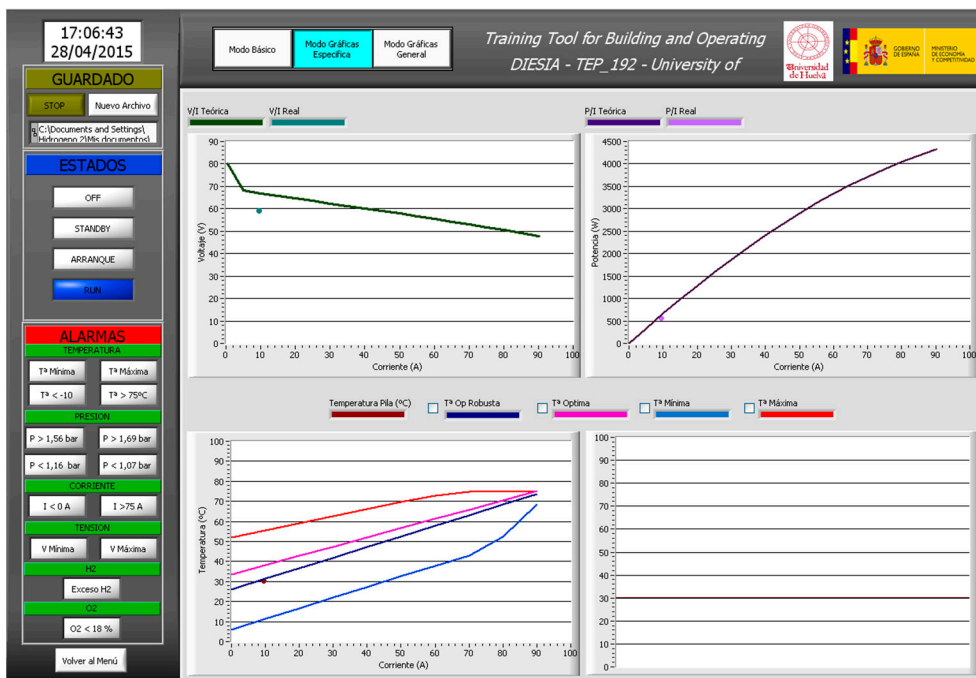 17:06:43
28/04/2015
GUARDADO
STOP
Nuevo Archivo
C:\Documents and Settings\
Hidrogeno 2\Mis documentos\
ESTADOS
OFF
STANDBY
ARRANQUE
RUN
ALARMAS
TEMPERATURA
Tª Mínima
Tª Máxima
Tª < -10
Tª > 75ºC
PRESION
P > 1,56 bar
P > 1,69 bar
P < 1,16 bar
P < 1,07 bar
CORRIENTE
I < 0 A
I >75 A
TENSION
V Mínima
V Máxima
H2
Exceso H2
O2
O2 < 18 %
Volver al Menú
Modo Básico
Modo Gráficas
Especifica
Modo Gráficas
General
Training Tool for Building and Operating
DIESIA - TEP_192 - University of
Universidad
de Huelva
GOBIERNO
DE ESPAÑA
MINISTERIO
DE ECONOMÍA
Y COMPETITIVIDAD
V/I Teórica
V/I Real
Voltaje (V)
90
80
70
60
50
40
30
20
10
0
0 10 20 30 40 50 60 70 80 90 100
Corriente (A)
P/I Teórica
P/I Real
Potencia (W)
4500
4000
3500
3000
2500
2000
1500
1000
500
0
0 10 20 30 40 50 60 70 80 90 100
Corriente (A)
Temperatura Pila (ºC)
Tª Op Robusta
Tª Optima
Tª Mínima
Tª Máxima
Temperatura (ºC)
100
90
80
70
60
50
40
30
20
10
0
0 10 20 30 40 50 60 70 80 90 100
Corriente (A)
100
90
80
70
60
50
40
30
20
10
0